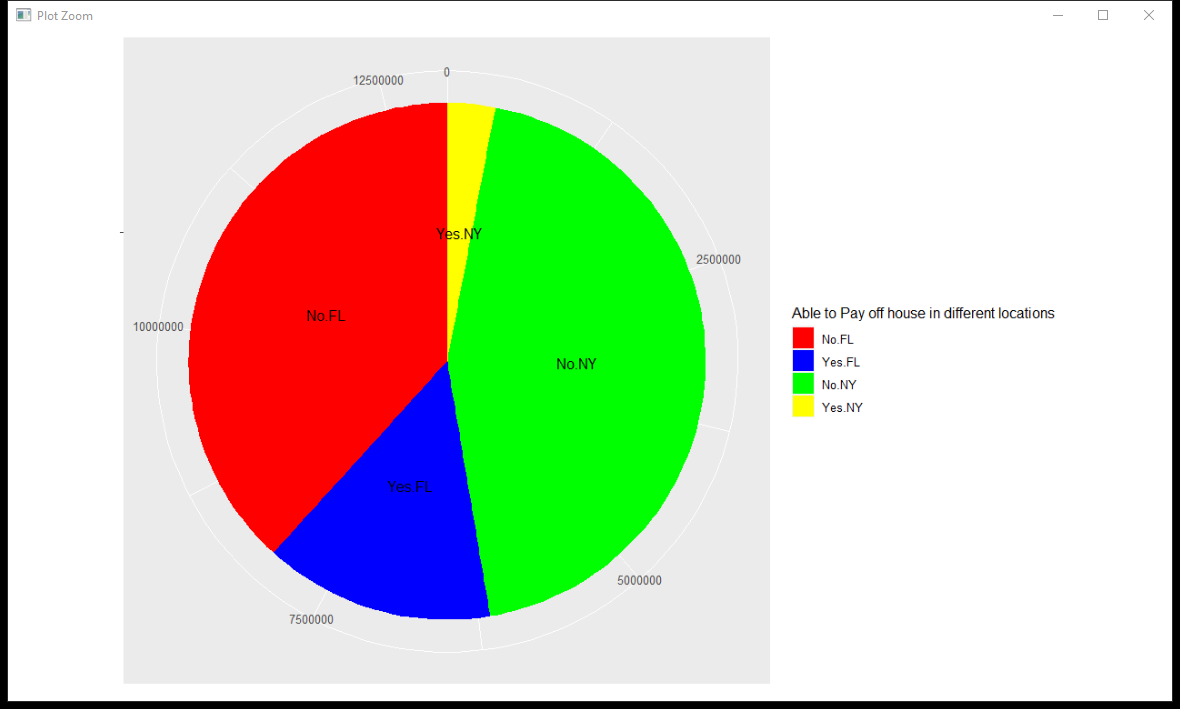 Plot Zoom
12500000
0
Yes.NY
2500000
No.FL
10000000
No.NY
Yes.FL
5000000
7500000
Able to Pay off house in different locations
No.FL
Yes.FL
No.NY
Yes.NY